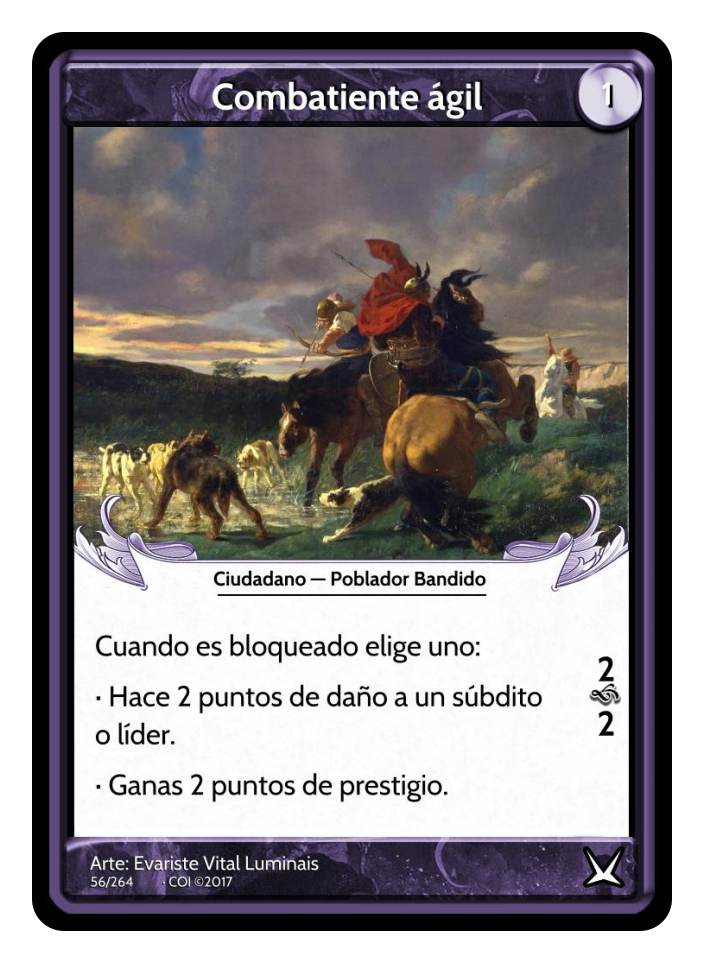 Combatiente ágil
1
Ciudadano — Poblador Bandido
Cuando es bloqueado elige uno:
· Hace 2 puntos de daño a un súbdito
o líder.
· Ganas 2 puntos de prestigio.
2
2
Arte: Evariste Vital Luminais
56/264 · COI ©2017